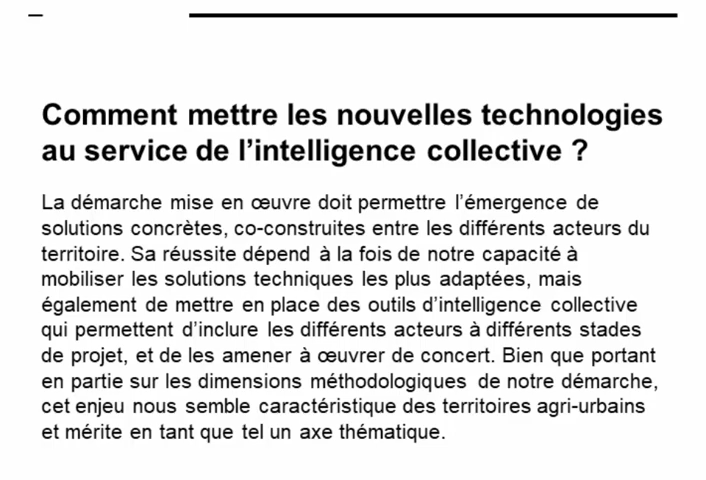 Comment mettre les nouvelles technologies
au service de l’intelligence collective ?
La démarche mise en œuvre doit permettre l’émergence de
solutions concrètes, co-construites entre les différents acteurs du
territoire. Sa réussite dépend à la fois de notre capacité à
mobiliser les solutions techniques les plus adaptées, mais
également de mettre en place des outils d’intelligence collective
qui permettent d’inclure les différents acteurs à différents stades
de projet, et de les amener à œuvrer de concert. Bien que portant
en partie sur les dimensions méthodologiques de notre démarche,
cet enjeu nous semble caractéristique des territoires agri-urbains
et mérite en tant que tel un axe thématique.